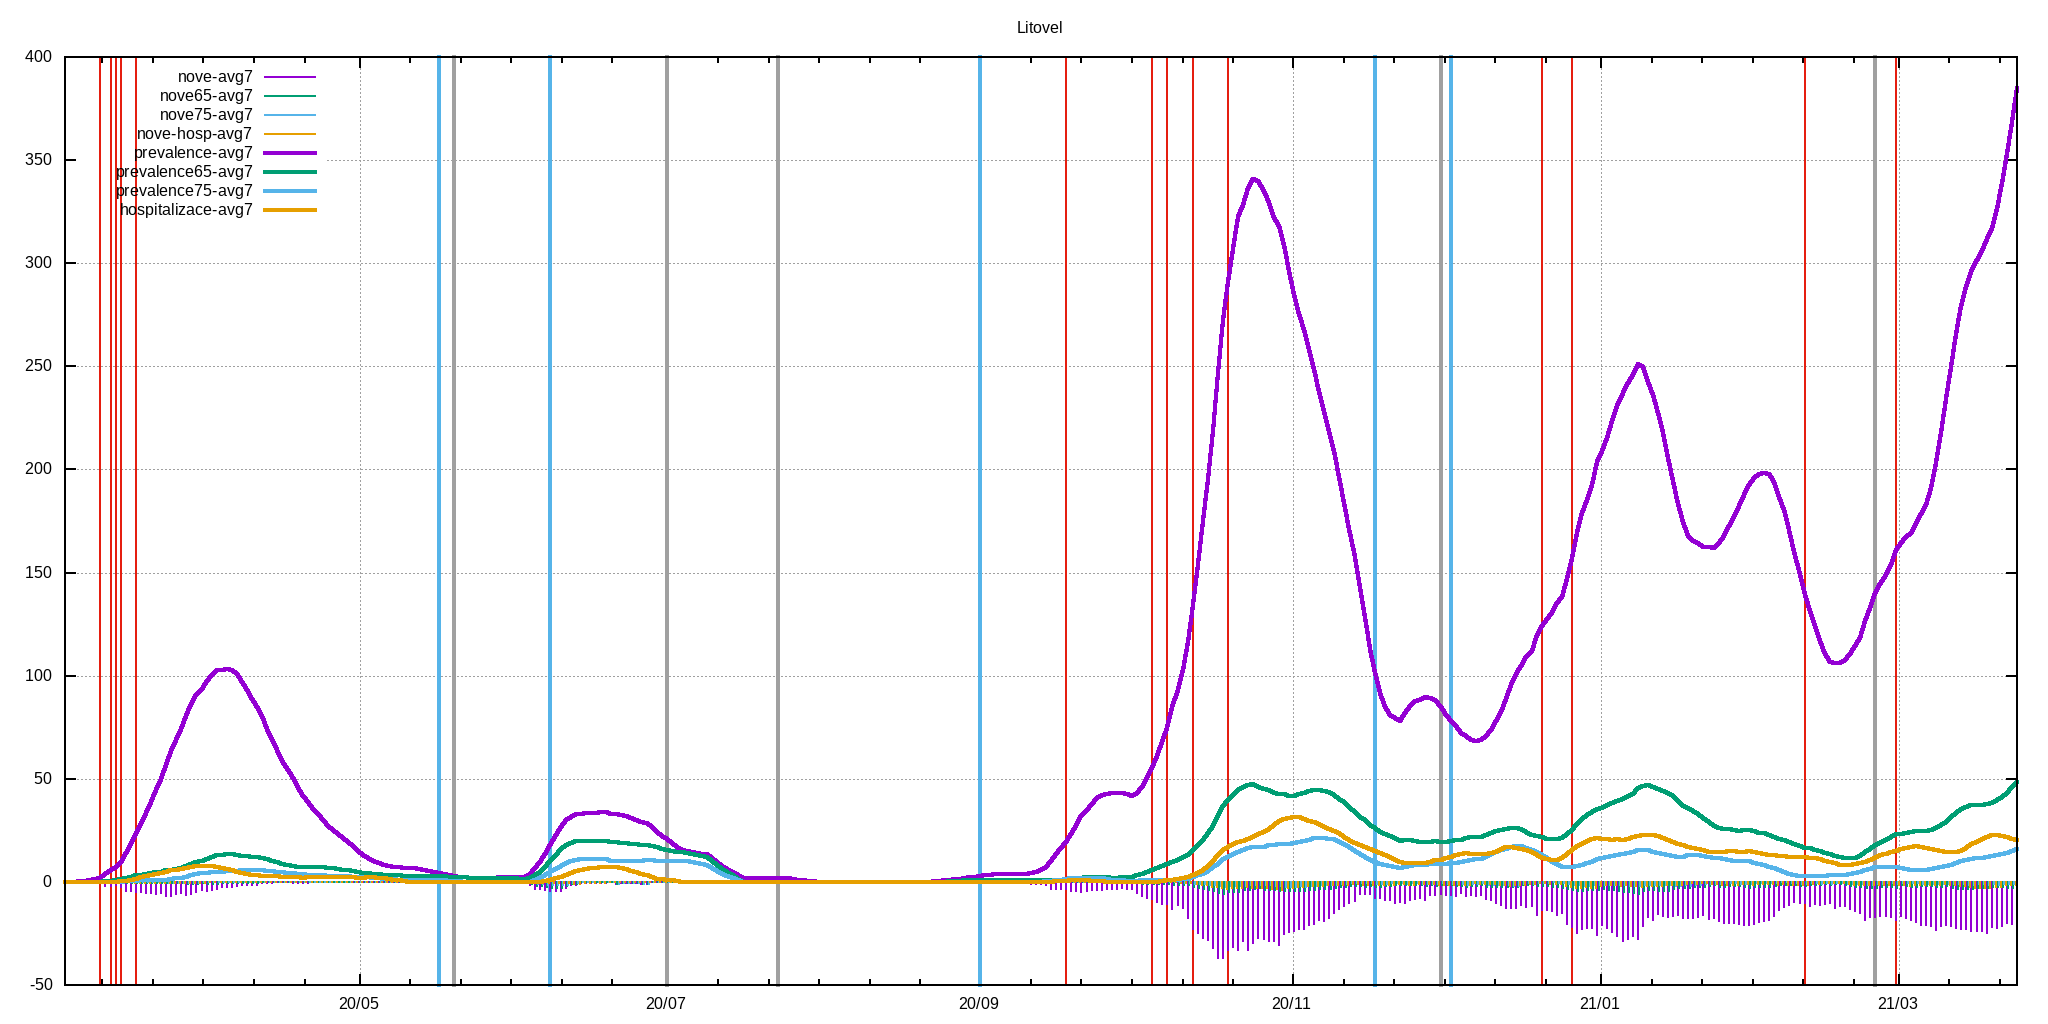 Litovel
400
350
300
250
200
150
100
50
0
-50
nove-avg7
nove65-avg7
nove75-avg7
nove-hosp-avg7
prevalence-avg7
prevalence65-avg7
prevalence75-avg7
hospitalizace-avg7
20/05 20/07 20/09 20/11 21/01 21/03